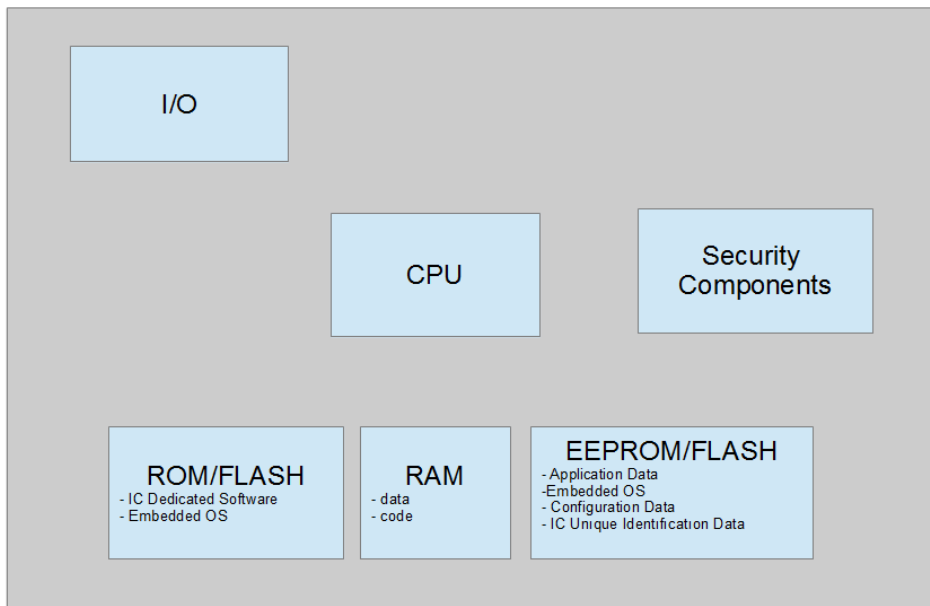 I/O
CPU
Security
Components
ROM/FLASH
- IC Dedicated Software
- Embedded OS
RAM
- data
- code
EEPROM/FLASH
- Application Data
-Embedded OS
- Configuration Data
- IC Unique Identification Data